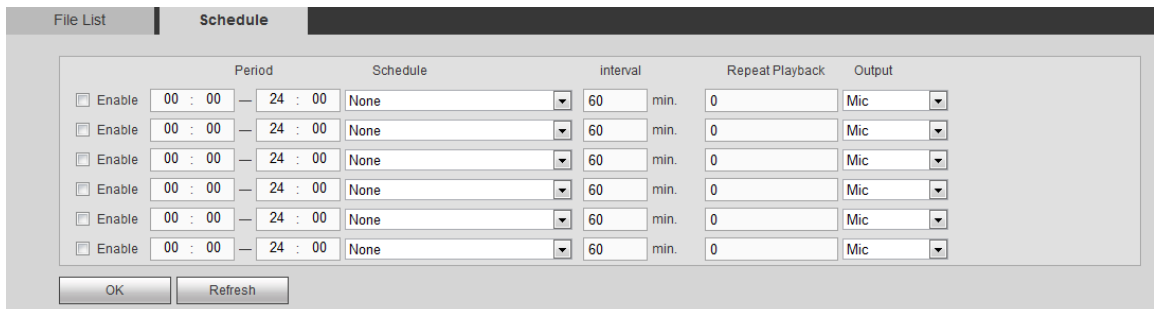 File List Schedule
Period Schedule interval Repeat Playback Output
Enable 00 : 00 — 24 : 00 None 60 min. 0 Mic
Enable 00 : 00 — 24 : 00 None 60 min. 0 Mic
Enable 00 : 00 — 24 : 00 None 60 min. 0 Mic
Enable 00 : 00 — 24 : 00 None 60 min. 0 Mic
Enable 00 : 00 — 24 : 00 None 60 min. 0 Mic
Enable 00 : 00 — 24 : 00 None 60 min. 0 Mic
OK Refresh